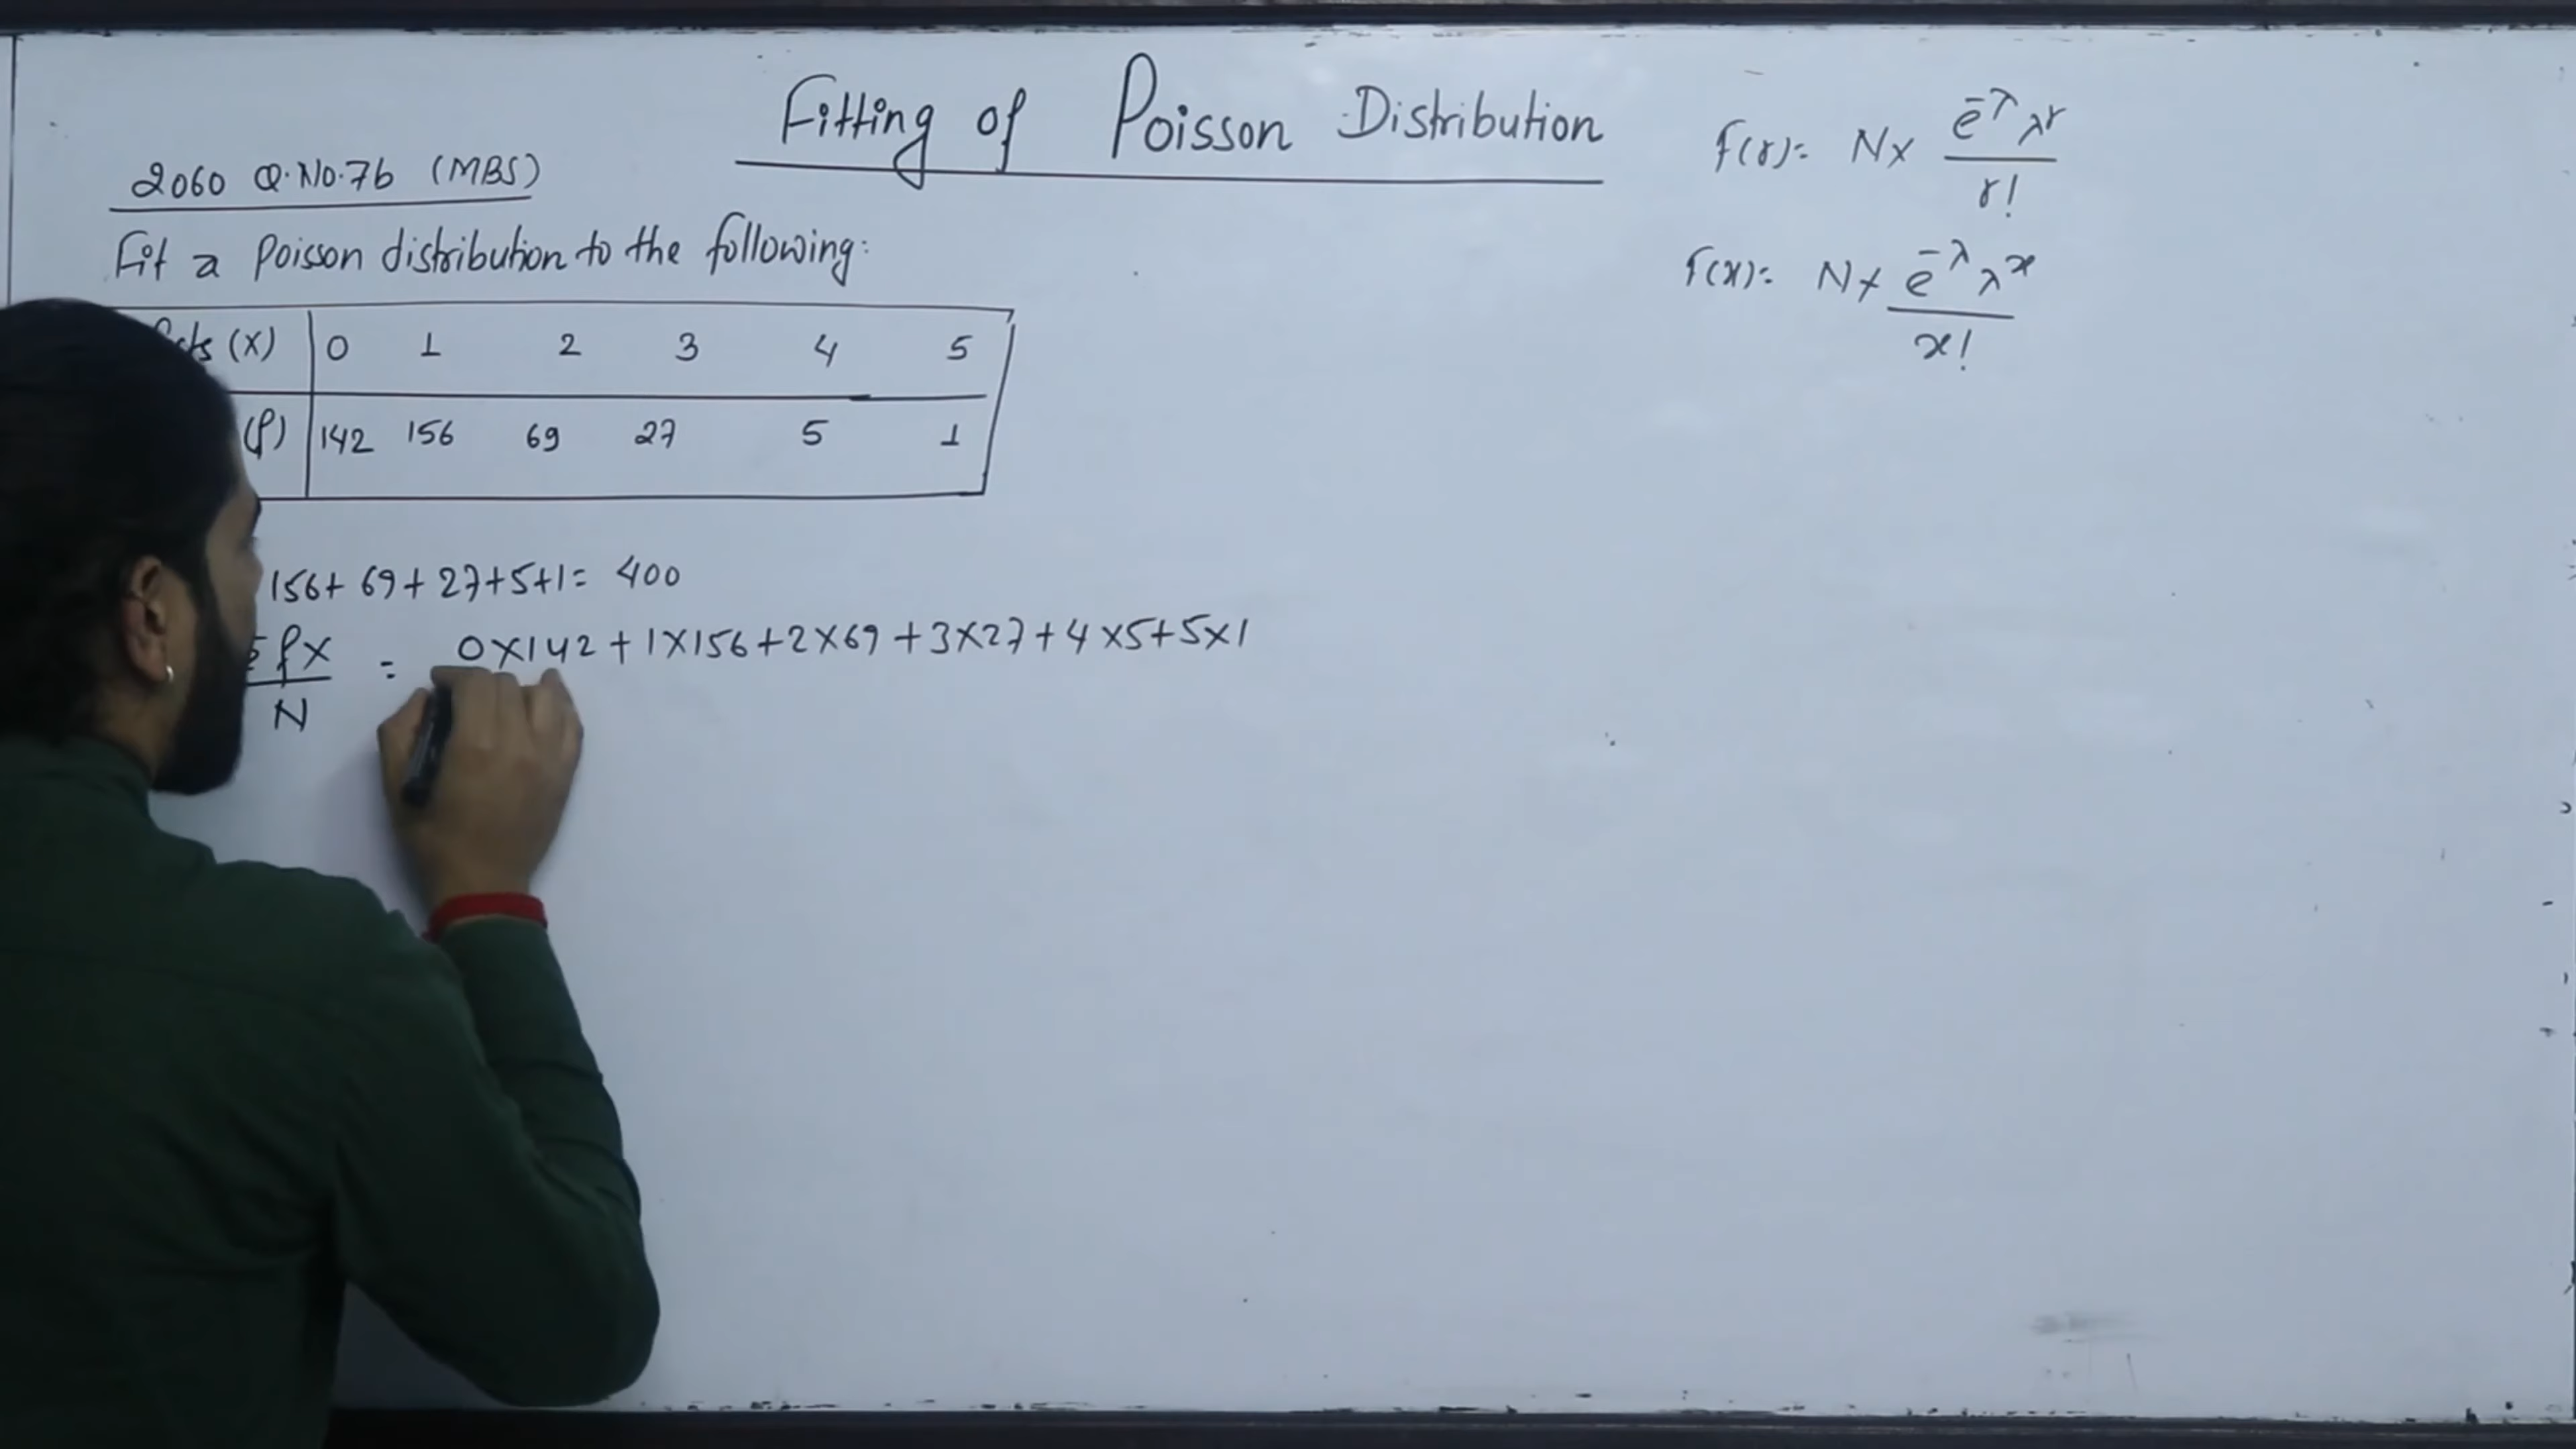 Fitting of Poisson Distribution
f(r)= N× e^-λ λ^r / r!
f(x)= N× e^-λ λ^x / x!
2060 Q.No.7b (MBS)
Fit a Poisson distribution to the following:
(X) 0 1 2 3 4 5
(f) 142 156 69 27 5 1
156+ 69+ 27+5+1= 400
Σfx / N = 0×142+1×156+2×69+3×27+4×5+5×1